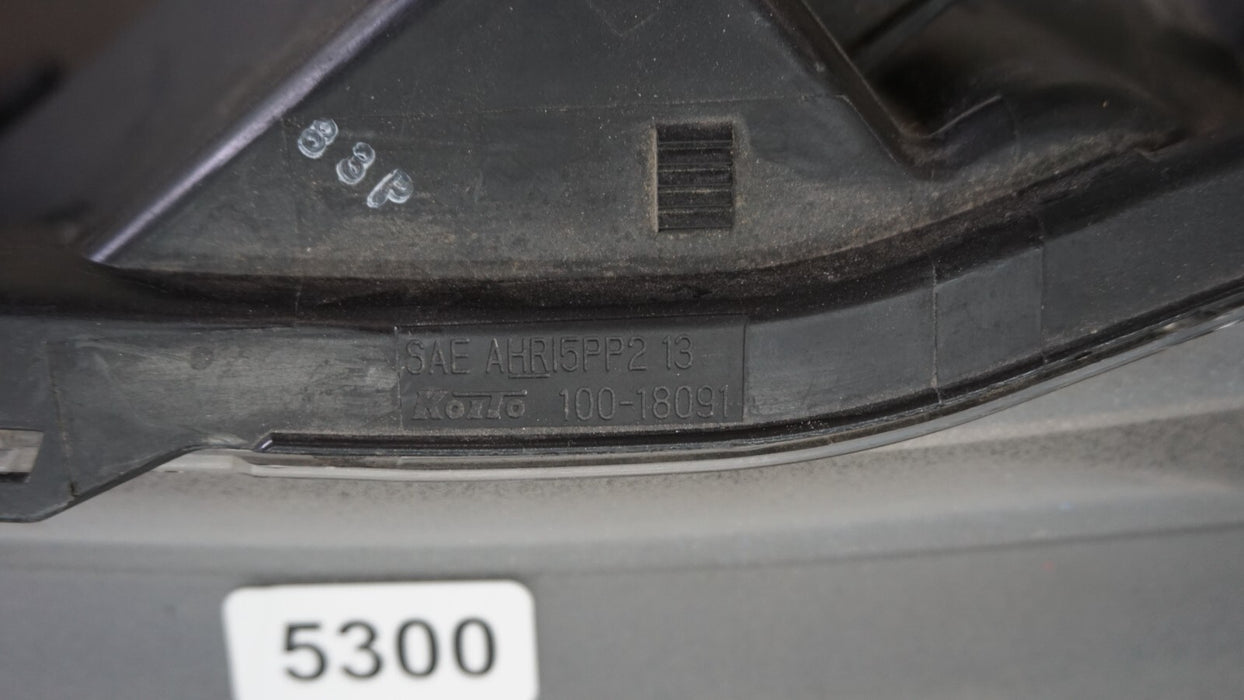 83P
SAE AHRI5PP2 13
KOITO 100-18091
5300